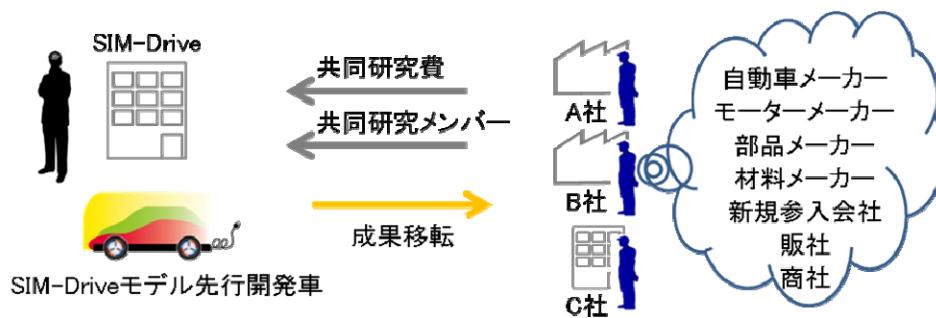 SIM-Drive
共同研究費
共同研究メンバー
成果移転
SIM-Driveモデル先行開発車
A社
B社
C社
自動車メーカー
モーターメーカー
部品メーカー
材料メーカー
新規参入会社
販社
商社